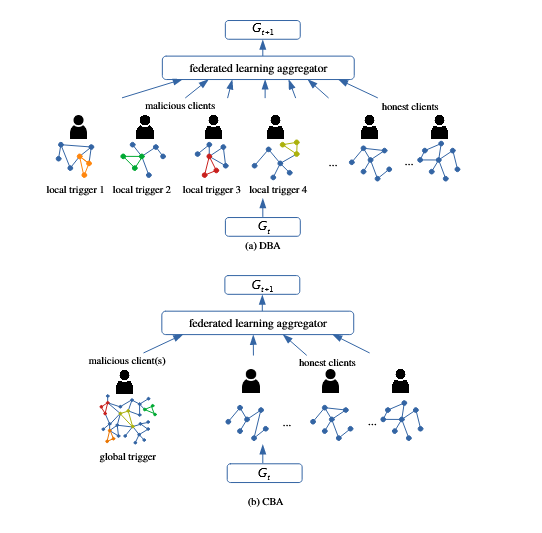 G_{t+1}
federated learning aggregator
malicious clients
honest clients
...
...
local trigger 1
local trigger 2
local trigger 3
local trigger 4
G_t
(a) DBA
G_{t+1}
federated learning aggregator
malicious client(s)
honest clients
...
...
global trigger
G_t
(b) CBA